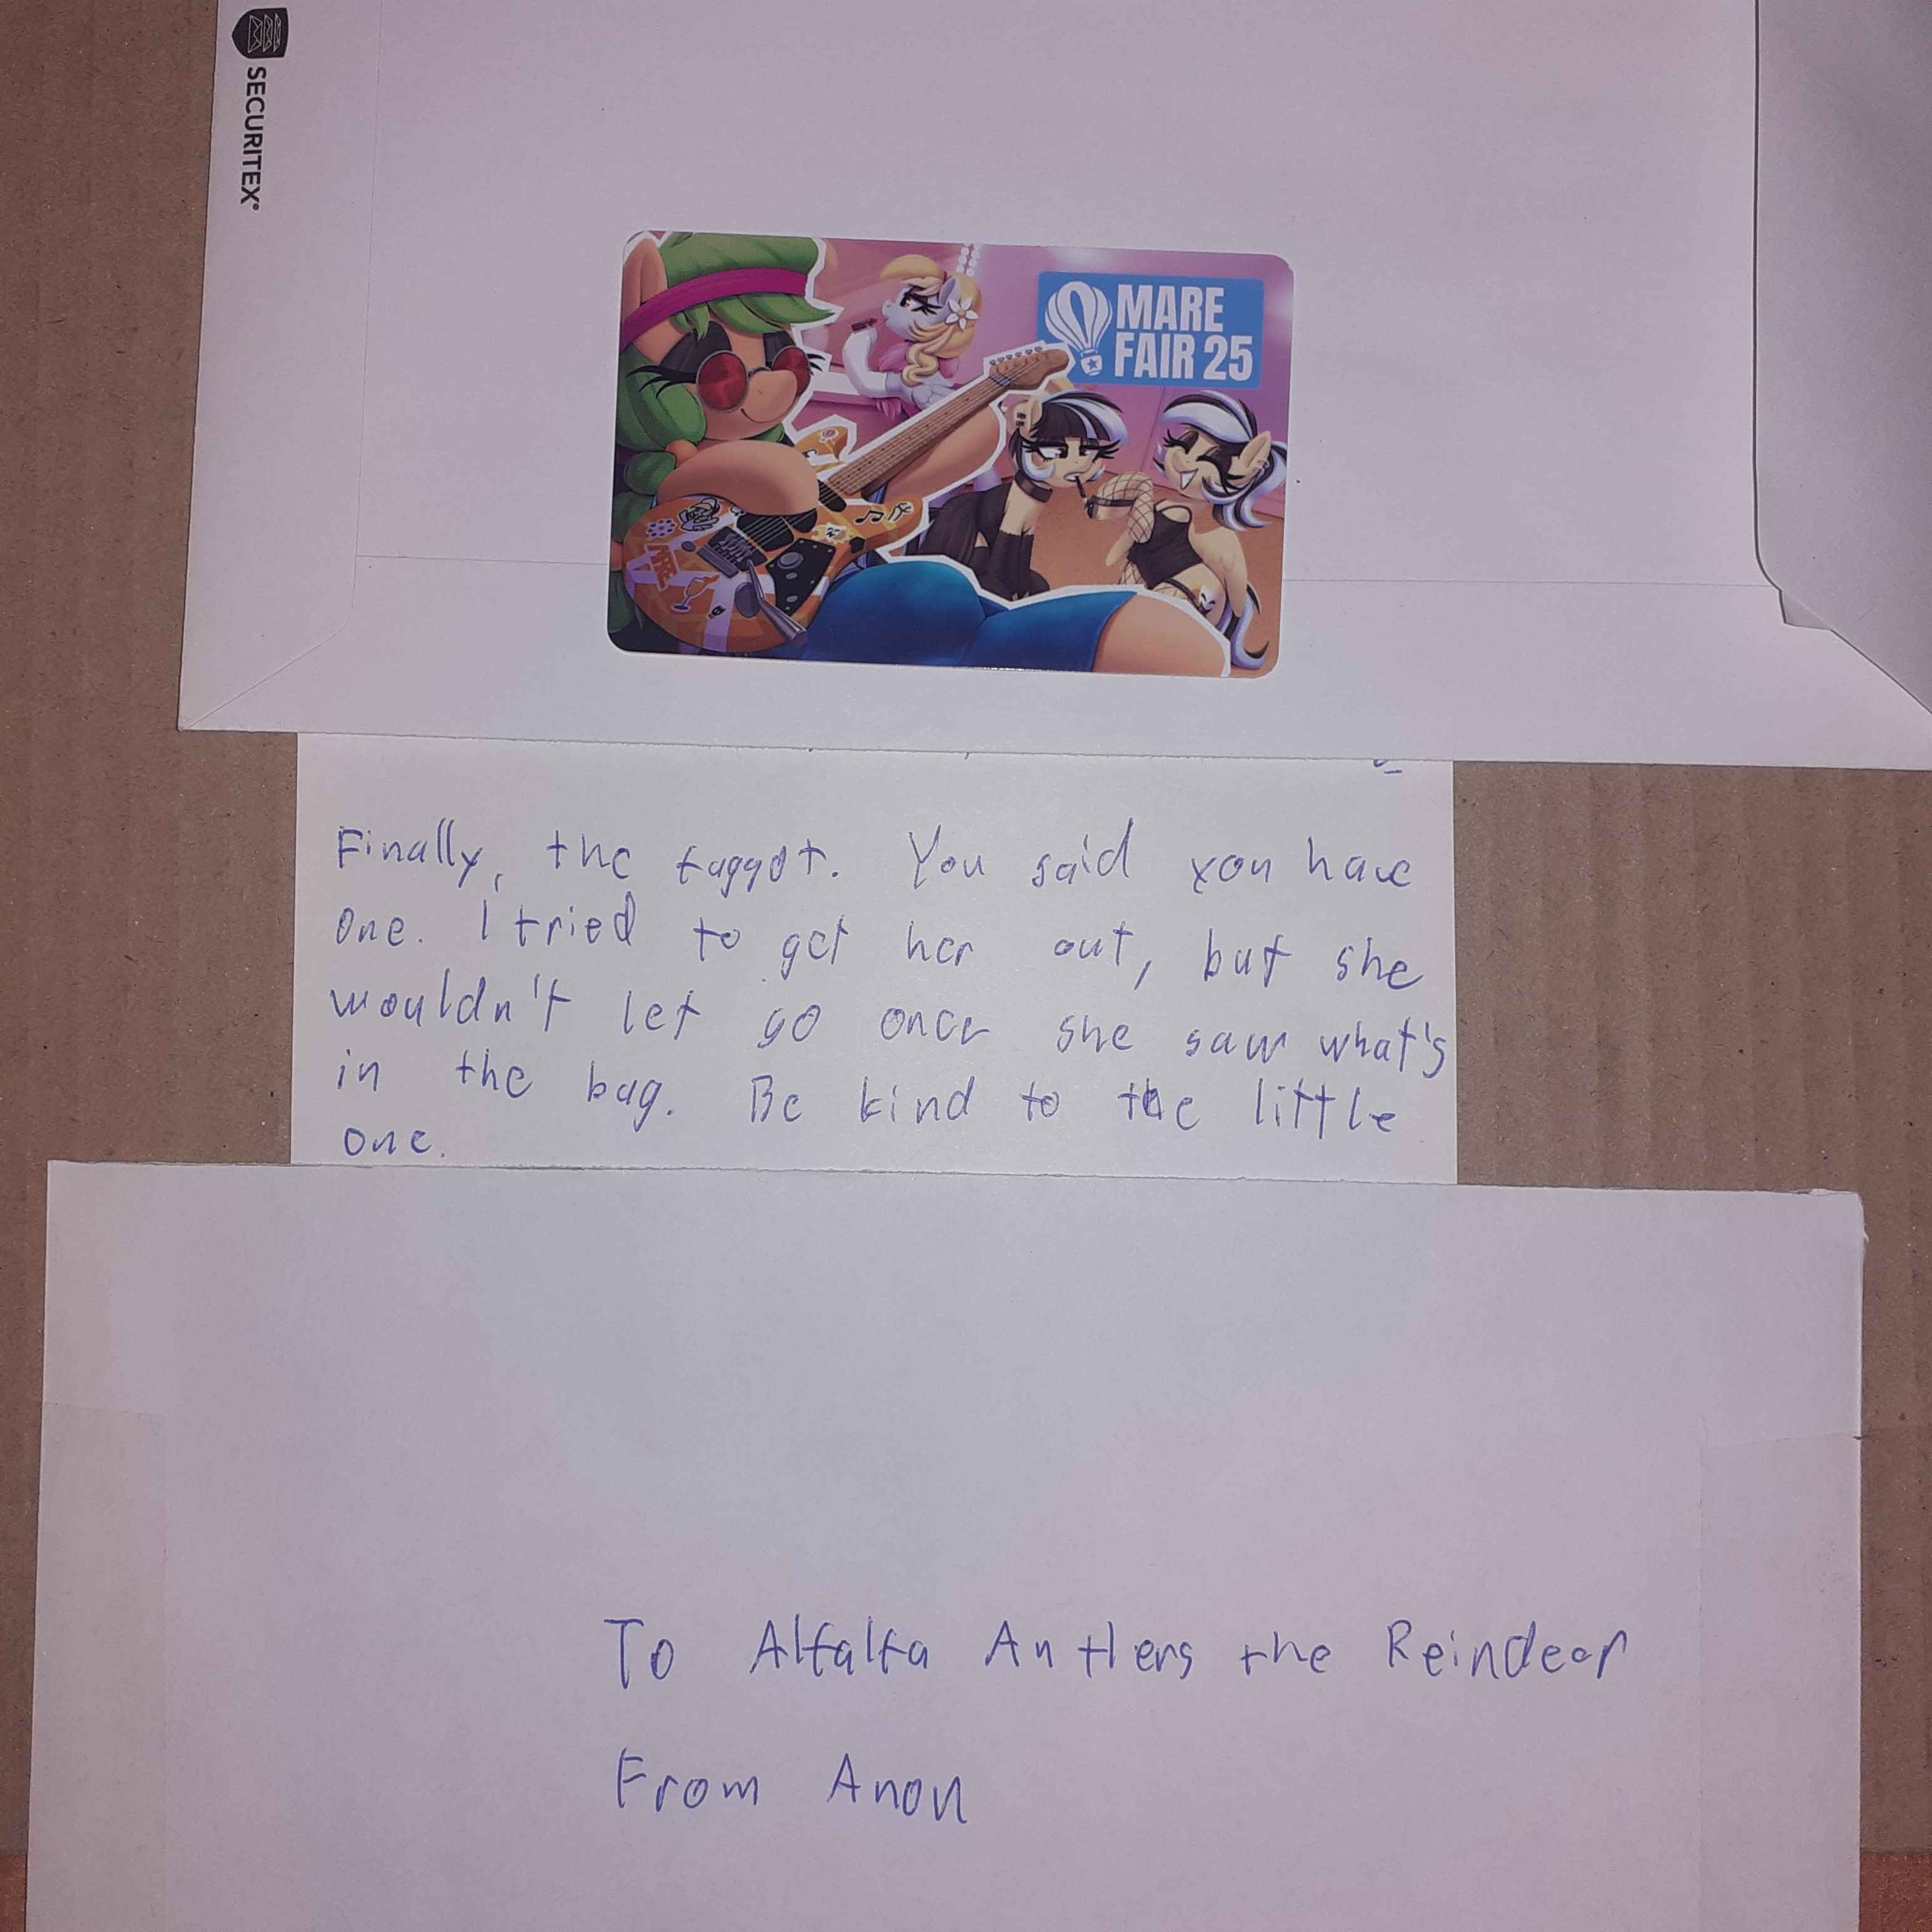 SECURITEX®
MARE
FAIR 25
Finally, the faggot. You said you have
one. I tried to get her out, but she
wouldn't let go once she saw what's
in the bag. Be kind to the little
one.
To Alfalfa Antlers the Reindeer
From Anon